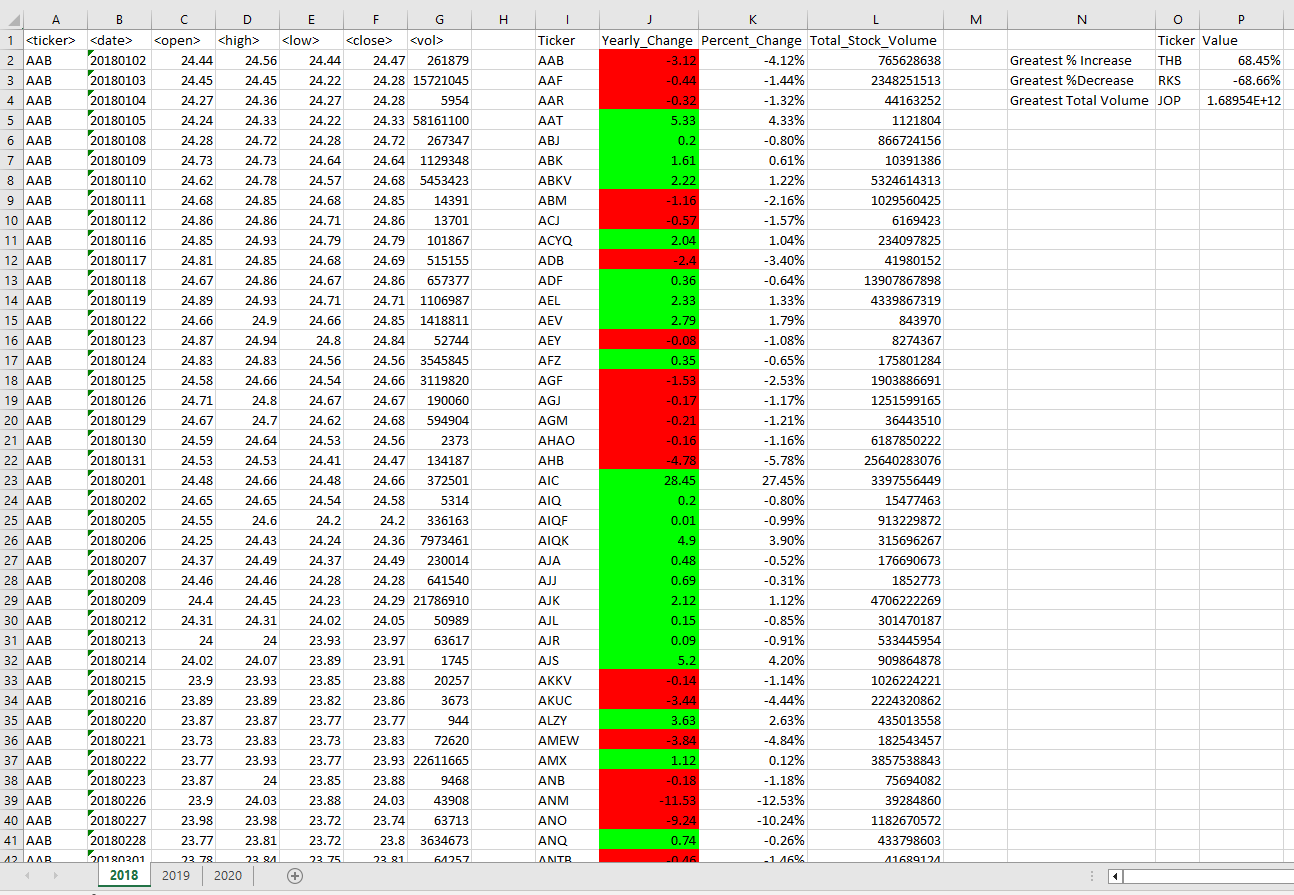 A B C D E F G H I J K L M N O P
1 <ticker> <date> <open> <high> <low> <close> <vol> Ticker Yearly_Change Percent_Change Total_Stock_Volume Ticker Value
2 AAB 20180102 24.44 24.56 24.44 24.47 261879 AAB -3.12 -4.12% 765628638 Greatest % Increase THB 68.45%
3 AAB 20180103 24.45 24.45 24.22 24.28 15721045 AAF -0.44 -1.44% 2348251513 Greatest %Decrease RKS -68.66%
4 AAB 20180104 24.27 24.36 24.27 24.28 5954 AAR -0.32 -1.32% 44163252 Greatest Total Volume JOP 1.68954E+12
5 AAB 20180105 24.24 24.33 24.22 24.33 58161100 AAT 5.33 4.33% 1121804
6 AAB 20180108 24.28 24.72 24.28 24.72 267347 ABJ 0.2 -0.80% 866724156
7 AAB 20180109 24.73 24.73 24.64 24.64 1129348 ABK 1.61 0.61% 10391386
8 AAB 20180110 24.62 24.78 24.57 24.68 5453423 ABKV 2.22 1.22% 5324614313
9 AAB 20180111 24.68 24.85 24.68 24.85 14391 ABM -1.16 -2.16% 1029560425
10 AAB 20180112 24.86 24.86 24.71 24.86 13701 ACJ -0.57 -1.57% 6169423
11 AAB 20180116 24.85 24.93 24.79 24.79 101867 ACYQ 2.04 1.04% 234097825
12 AAB 20180117 24.81 24.85 24.68 24.69 515155 ADB -2.4 -3.40% 41980152
13 AAB 20180118 24.67 24.86 24.67 24.86 657377 ADF 0.36 -0.64% 13907867898
14 AAB 20180119 24.89 24.93 24.71 24.71 1106987 AEL 2.33 1.33% 4339867319
15 AAB 20180122 24.66 24.9 24.66 24.85 1418811 AEV 2.79 1.79% 843970
16 AAB 20180123 24.87 24.94 24.8 24.84 52744 AEY -0.08 -1.08% 8274367
17 AAB 20180124 24.83 24.83 24.56 24.56 3545845 AFZ 0.35 -0.65% 175801284
18 AAB 20180125 24.58 24.66 24.54 24.66 3119820 AGF -1.53 -2.53% 1903886691
19 AAB 20180126 24.71 24.8 24.67 24.67 190060 AGJ -0.17 -1.17% 1251599165
20 AAB 20180129 24.67 24.7 24.62 24.68 594904 AGM -0.21 -1.21% 36443510
21 AAB 20180130 24.59 24.64 24.53 24.56 2373 AHAO -0.16 -1.16% 6187850222
22 AAB 20180131 24.53 24.53 24.41 24.47 134187 AHB -4.78 -5.78% 25640283076
23 AAB 20180201 24.48 24.66 24.48 24.66 372501 AIC 28.45 27.45% 3397556449
24 AAB 20180202 24.65 24.65 24.54 24.58 5314 AIQ 0.2 -0.80% 15477463
25 AAB 20180205 24.55 24.6 24.2 24.2 336163 AIQF 0.01 -0.99% 913229872
26 AAB 20180206 24.25 24.43 24.24 24.36 7973461 AIQK 4.9 3.90% 315696267
27 AAB 20180207 24.37 24.49 24.37 24.49 230014 AJA 0.48 -0.52% 176690673
28 AAB 20180208 24.46 24.46 24.28 24.28 641540 AJJ 0.69 -0.31% 1852773
29 AAB 20180209 24.4 24.45 24.23 24.29 21786910 AJK 2.12 1.12% 4706222269
30 AAB 20180212 24.31 24.31 24.02 24.05 50989 AJL 0.15 -0.85% 301470187
31 AAB 20180213 24 24 23.93 23.97 63617 AJR 0.09 -0.91% 533445954
32 AAB 20180214 24.02 24.07 23.89 23.91 1745 AJS 5.2 4.20% 909864878
33 AAB 20180215 23.9 23.93 23.85 23.88 20257 AKKV -0.14 -1.14% 1026224221
34 AAB 20180216 23.89 23.89 23.82 23.86 3673 AKUC -3.44 -4.44% 2224320862
35 AAB 20180220 23.87 23.87 23.77 23.77 944 ALZY 3.63 2.63% 435013558
36 AAB 20180221 23.73 23.83 23.73 23.83 72620 AMEW -3.84 -4.84% 182543457
37 AAB 20180222 23.77 23.93 23.77 23.93 22611665 AMX 1.12 0.12% 3857538843
38 AAB 20180223 23.87 24 23.85 23.88 9468 ANB -0.18 -1.18% 75694082
39 AAB 20180226 23.9 24.03 23.88 24.03 43908 ANM -11.53 -12.53% 39284860
40 AAB 20180227 23.98 23.98 23.72 23.74 63713 ANO -9.24 -10.24% 1182670572
41 AAB 20180228 23.77 23.81 23.72 23.8 3634673 ANQ 0.74 -0.26% 433798603
42 AAB 20180301 23.78 23.84 23.75 23.81 64257 ANTB -0.46 -1.46% 41689124
2018 2019 2020